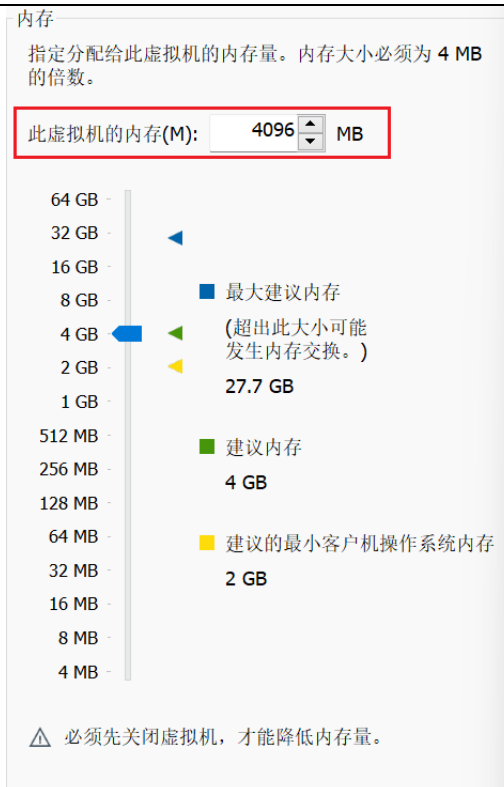 内存
指定分配给此虚拟机的内存量。内存大小必须为 4 MB
的倍数。
此虚拟机的内存(M): 4096 MB
64 GB
32 GB
16 GB
8 GB
4 GB
2 GB
1 GB
512 MB
256 MB
128 MB
64 MB
32 MB
16 MB
8 MB
4 MB
最大建议内存
(超出此大小可能
发生内存交换。)
27.7 GB
建议内存
4 GB
建议的最小客户机操作系统内存
2 GB
必须先关闭虚拟机，才能降低内存量。